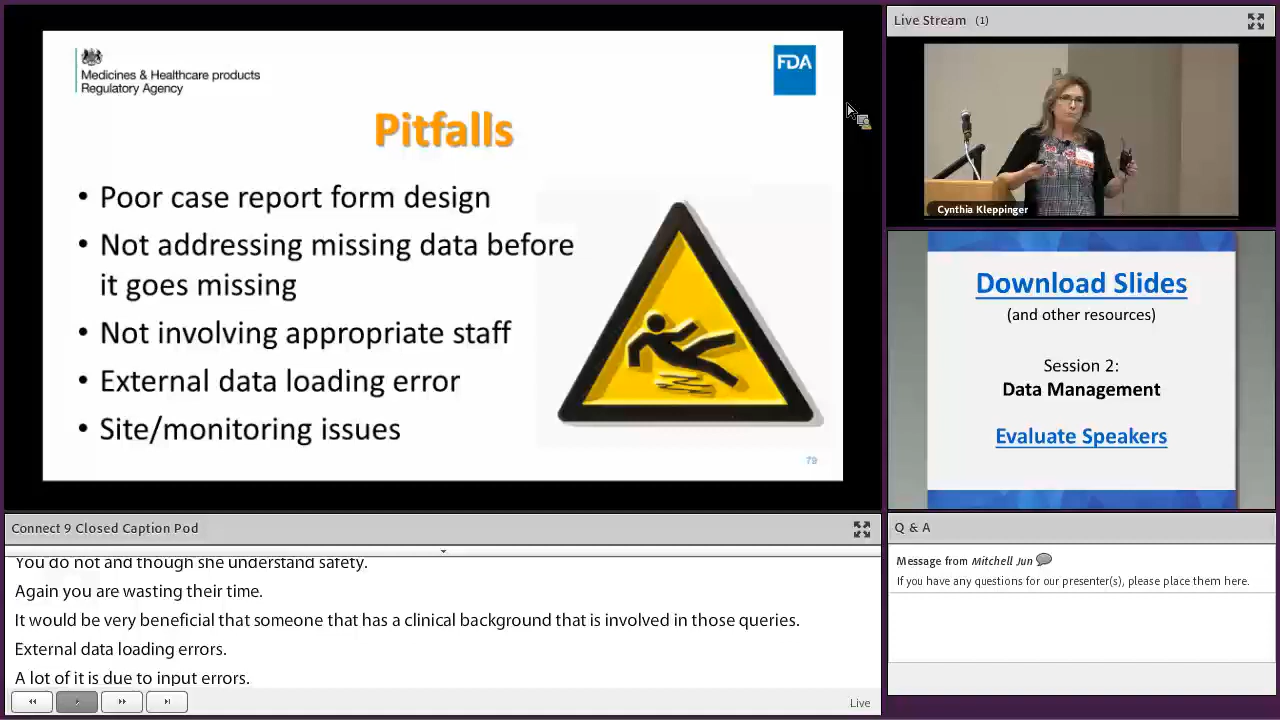 Medicines & Healthcare products
Regulatory Agency
FDA
Pitfalls
• Poor case report form design
• Not addressing missing data before
it goes missing
• Not involving appropriate staff
• External data loading error
• Site/monitoring issues
79
Live Stream (1)
Cynthia Kleppinger
Download Slides
(and other resources)
Session 2:
Data Management
Evaluate Speakers
Connect 9 Closed Caption Pod
You do not and though she understand safety.
Again you are wasting their time.
It would be very beneficial that someone that has a clinical background that is involved in those queries.
External data loading errors.
A lot of it is due to input errors.
Live
Q & A
Message from Mitchell Jun
If you have any questions for our presenter(s), please place them here.